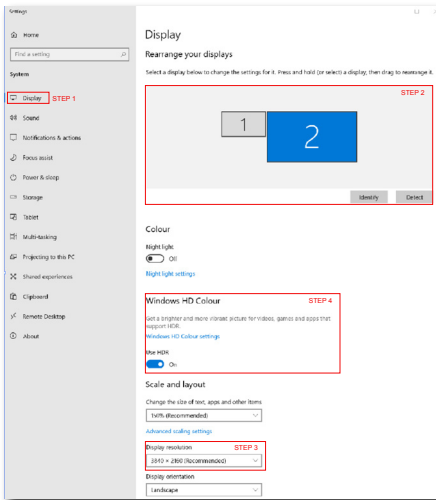 Settings
Home
Find a setting
System
Display STEP 1
Sound
Notifications & actions
Focus assist
Power & sleep
Storage
Tablet
Multi-tasking
Projecting to this PC
Shared experiences
Clipboard
Remote Desktop
About
Display
Rearrange your displays
Select a display below to change the settings for it. Press and hold (or select) a display, then drag to rearrange it.
STEP 2
1 2
Identify Detect
Colour
Night light
Off
Night light settings
Windows HD Colour STEP 4
Get a brighter and more vibrant picture for videos, games and apps that
support HDR.
Windows HD Colour settings
Use HDR
On
Scale and layout
Change the size of text, apps and other items
150% (Recommended)
Advanced scaling settings
Display resolution STEP 3
3840 × 2160 (Recommended)
Display orientation
Landscape